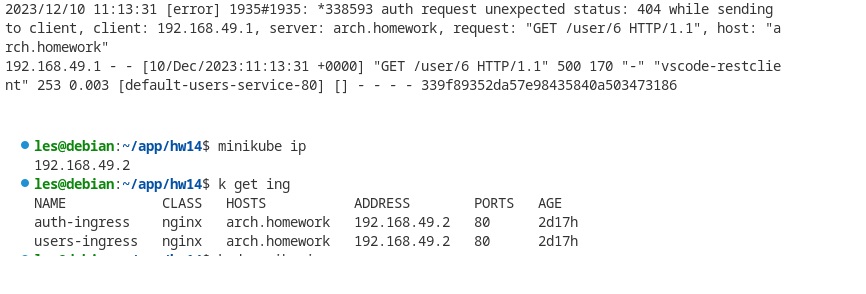 2023/12/10 11:13:31 [error] 1935#1935: *338593 auth request unexpected status: 404 while sending
to client, client: 192.168.49.1, server: arch.homework, request: "GET /user/6 HTTP/1.1", host: "a
rch.homework"
192.168.49.1 - - [10/Dec/2023:11:13:31 +0000] "GET /user/6 HTTP/1.1" 500 170 "-" "vscode-restclie
nt" 253 0.003 [default-users-service-80] [] - - - - 339f89352da57e98435840a503473186
les@debian:~/app/hw14$ minikube ip
192.168.49.2
les@debian:~/app/hw14$ k get ing
NAME CLASS HOSTS ADDRESS PORTS AGE
auth-ingress nginx arch.homework 192.168.49.2 80 2d17h
users-ingress nginx arch.homework 192.168.49.2 80 2d17h